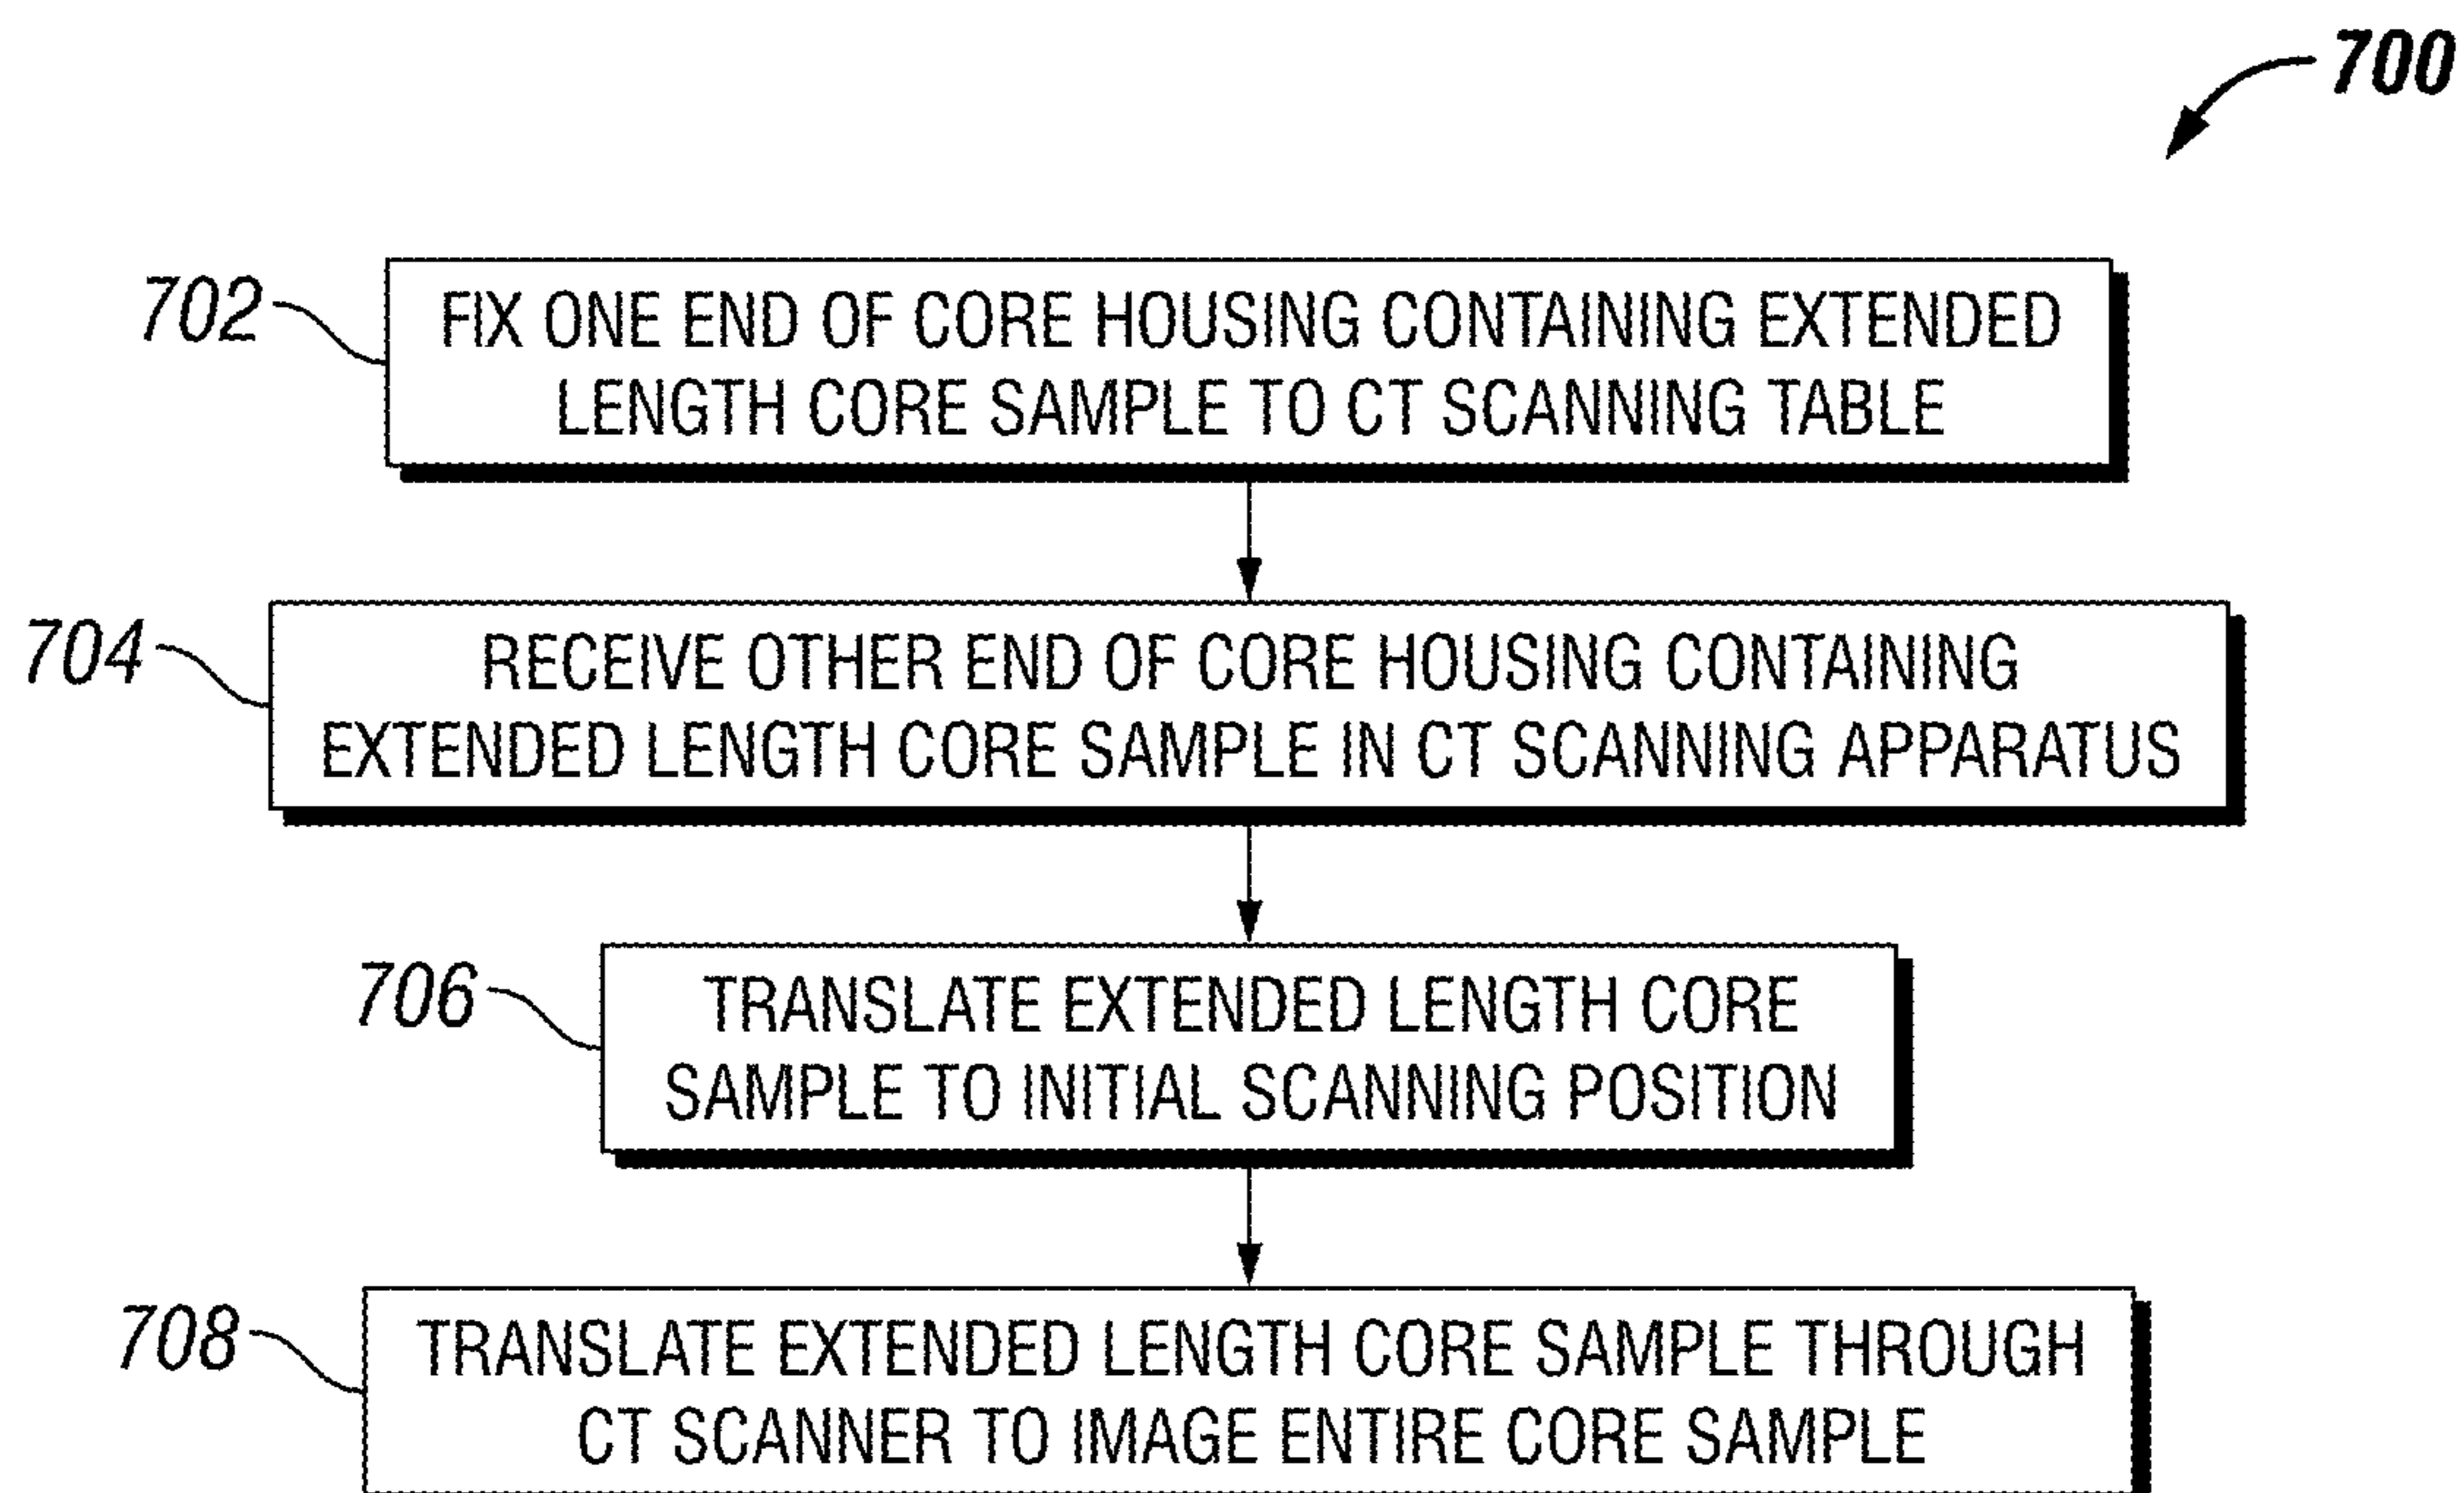 700
702
FIX ONE END OF CORE HOUSING CONTAINING EXTENDED
LENGTH CORE SAMPLE TO CT SCANNING TABLE
704
RECEIVE OTHER END OF CORE HOUSING CONTAINING
EXTENDED LENGTH CORE SAMPLE IN CT SCANNING APPARATUS
706
TRANSLATE EXTENDED LENGTH CORE
SAMPLE TO INITIAL SCANNING POSITION
708
TRANSLATE EXTENDED LENGTH CORE SAMPLE THROUGH
CT SCANNER TO IMAGE ENTIRE CORE SAMPLE